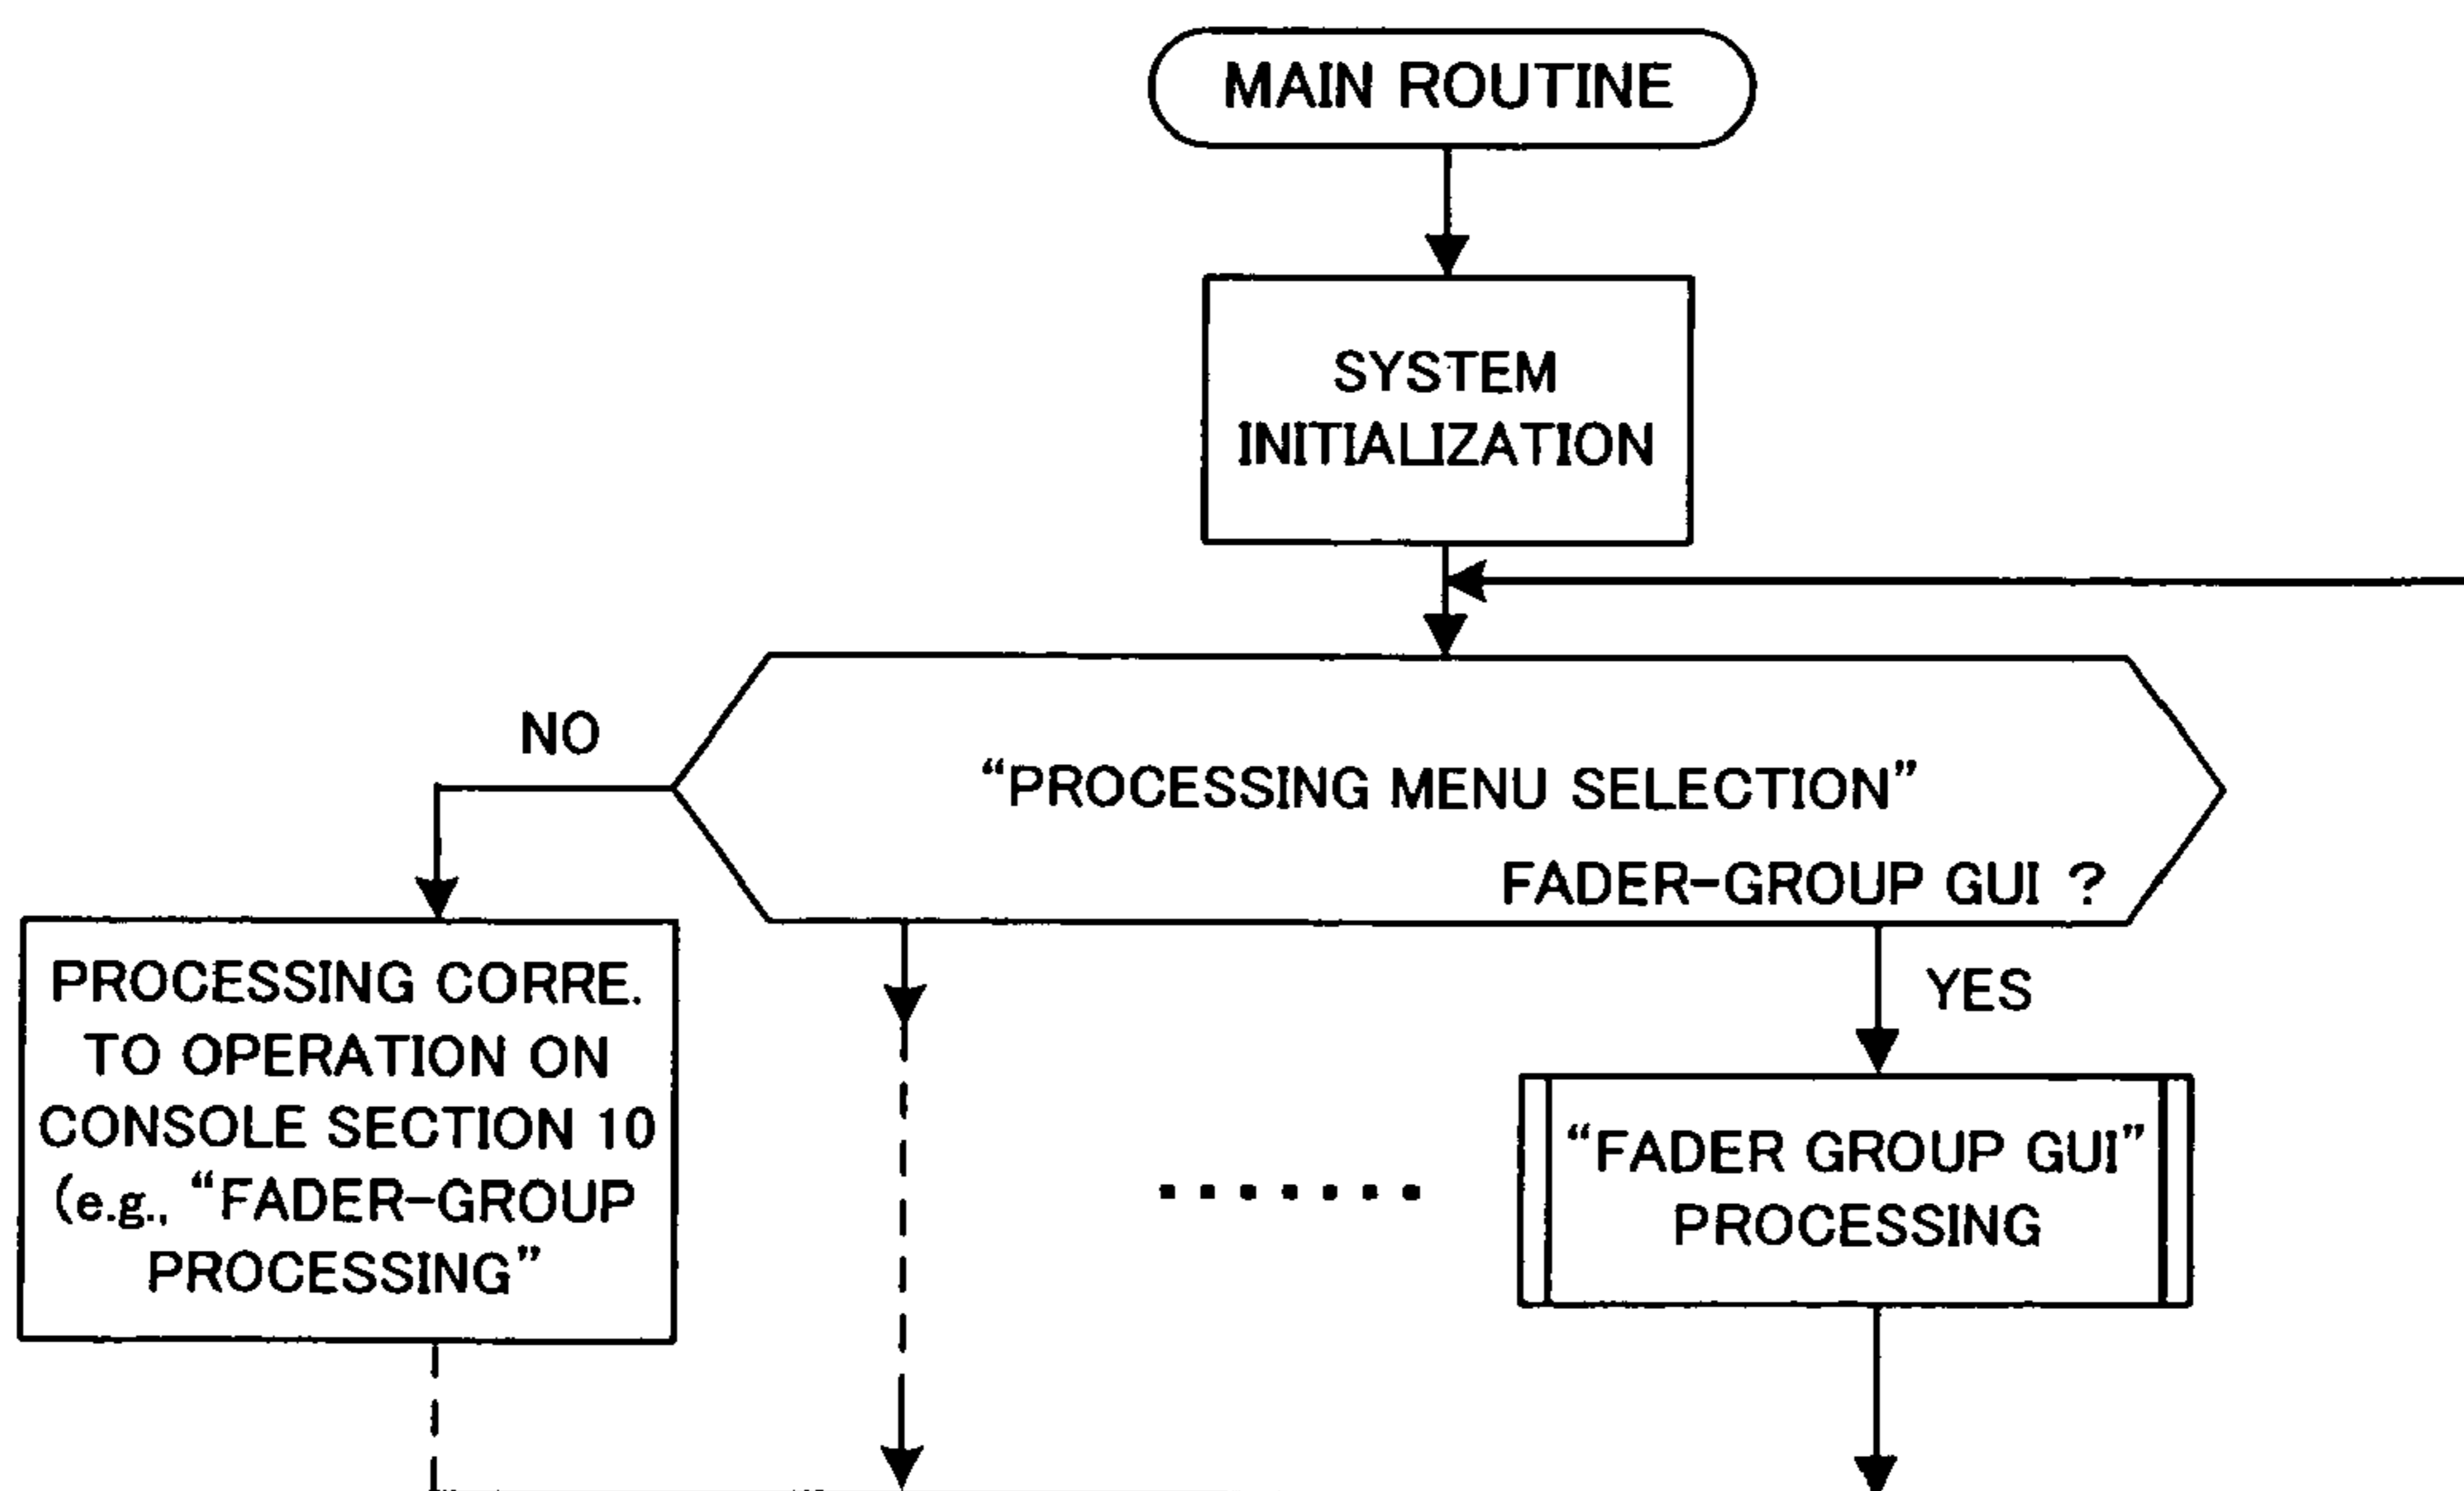 MAIN ROUTINE
SYSTEM
INITIALIZATION
NO
“PROCESSING MENU SELECTION”
FADER-GROUP GUI ?
PROCESSING CORRE.
TO OPERATION ON
CONSOLE SECTION 10
(e.g., “FADER-GROUP
PROCESSING”
YES
“FADER GROUP GUI”
PROCESSING